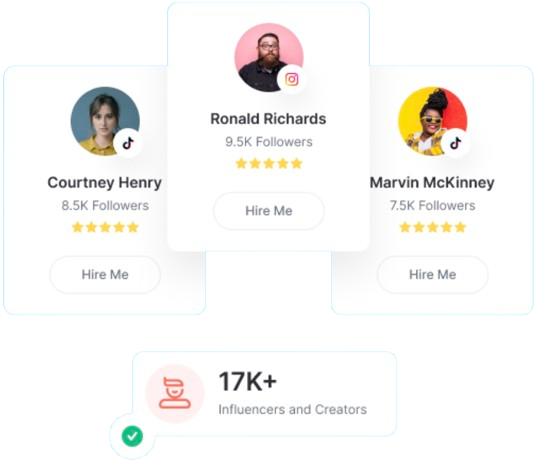 Ronald Richards
9.5K Followers
Hire Me
Courtney Henry
8.5K Followers
Hire Me
Marvin McKinney
7.5K Followers
Hire Me
17K+
Influencers and Creators